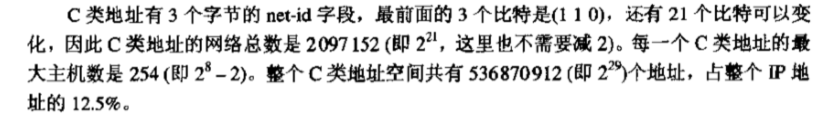 C 类地址有 3 个字节的 net-id 字段，最前面的 3 个比特是(1 1 0)，还有 21 个比特可以变
化，因此 C 类地址的网络总数是 2 097 152 (即 2²¹，这里也不需要减 2)。每一个 C 类地址的最
大主机数是 254 (即 2⁸ – 2)。整个 C 类地址空间共有 536 870 912 (即 2²⁹)个地址，占整个 IP 地
址的 12.5%。